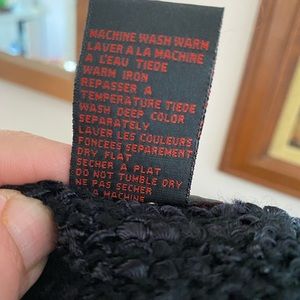 MACHINE WASH WARM
LAVER A LA MACHINE
A L'EAU TIEDE
WARM IRON
REPASSER A
TEMPERATURE TIEDE
WASH DEEP COLOR
SEPARATELY
LAVER LES COULEURS
FONCEES SEPAREMENT
DRY FLAT
SECHER A PLAT
DO NOT TUMBLE DRY
NE PAS SECHER
A MACHINE